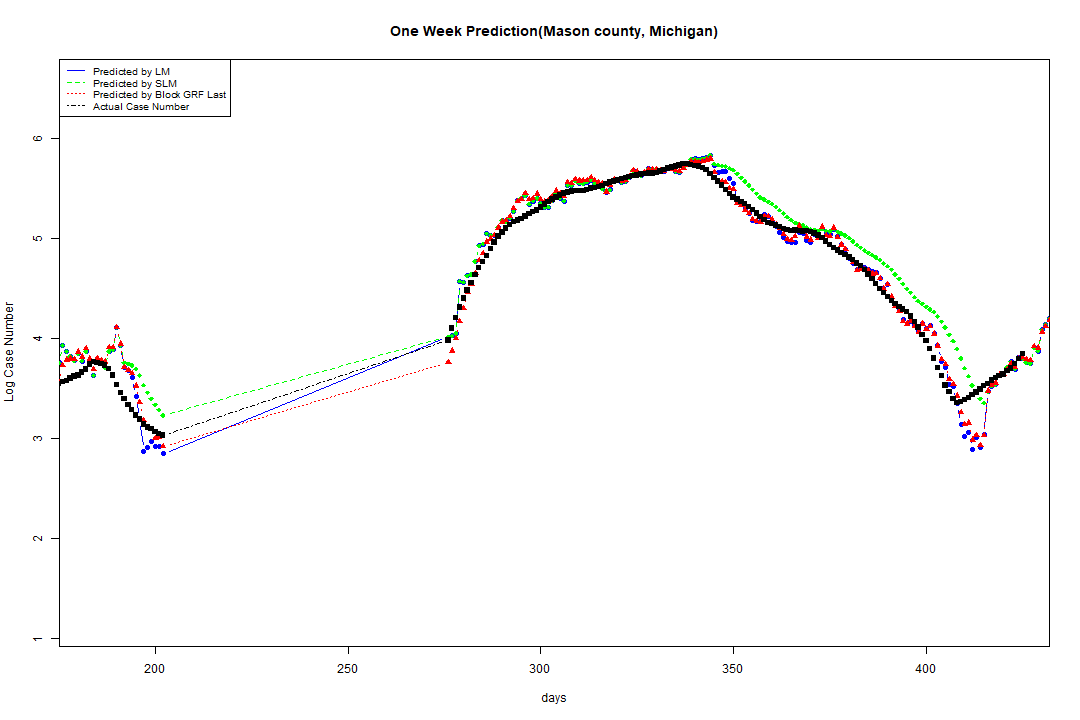 One Week Prediction(Mason county, Michigan)
Predicted by LM
Predicted by SLM
Predicted by Block GRF Last
Actual Case Number
6
5
4
3
2
1
Log Case Number
200 250 300 350 400
days